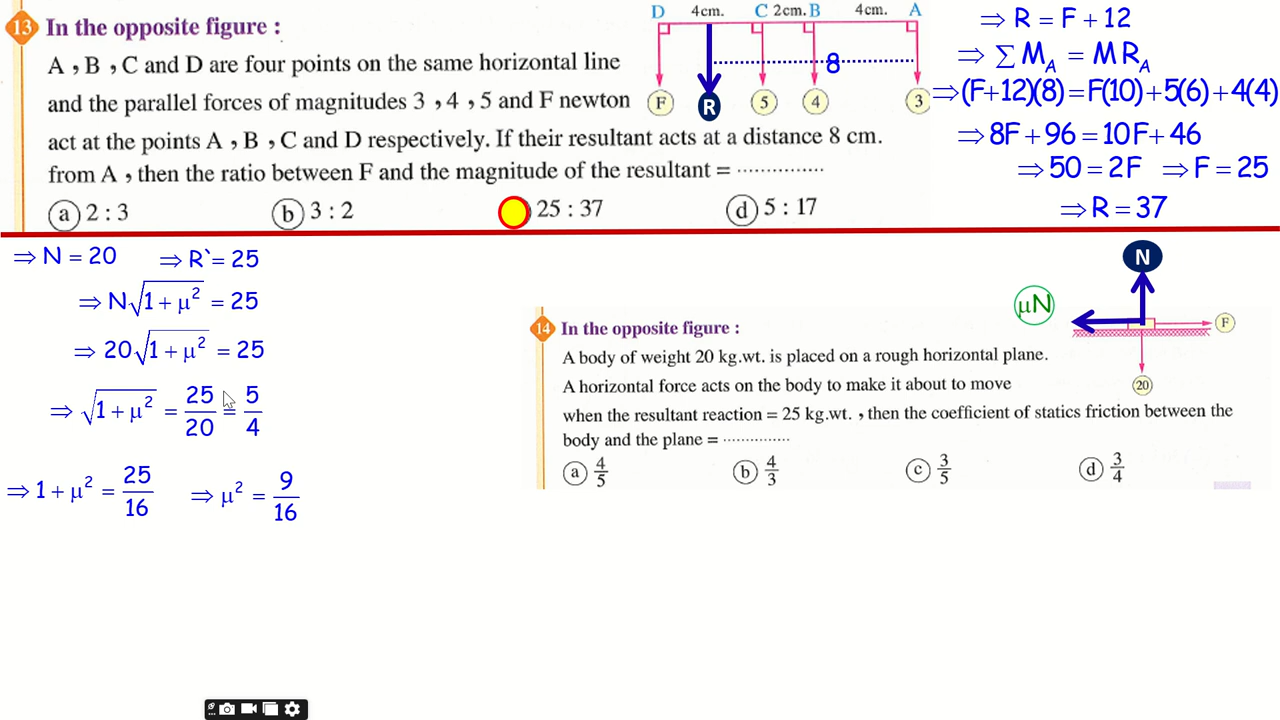 13 In the opposite figure :
A , B , C and D are four points on the same horizontal line
and the parallel forces of magnitudes 3 , 4 , 5 and F newton
act at the points A , B , C and D respectively. If their resultant acts at a distance 8 cm.
from A , then the ratio between F and the magnitude of the resultant = ···············
a 2 : 3 b 3 : 2 25 : 37 d 5 : 17
D 4cm. C 2cm. B 4cm. A
8
F R 5 4 3
⇒ R = F + 12
⇒ ∑ M_A = M R_A
⇒ (F+12)(8) = F(10) + 5(6) + 4(4)
⇒ 8F + 96 = 10F + 46
⇒ 50 = 2F ⇒ F = 25
⇒ R = 37
⇒ N = 20 ⇒ R` = 25
⇒ N√(1 + μ²) = 25
⇒ 20√(1 + μ²) = 25
⇒ √(1 + μ²) = 25/20 = 5/4
⇒ 1 + μ² = 25/16 ⇒ μ² = 9/16
N
μN
F
20
14 In the opposite figure :
A body of weight 20 kg.wt. is placed on a rough horizontal plane.
A horizontal force acts on the body to make it about to move
when the resultant reaction = 25 kg.wt. , then the coefficient of statics friction between the
body and the plane = ···············
a 4/5 b 4/3 c 3/5 d 3/4